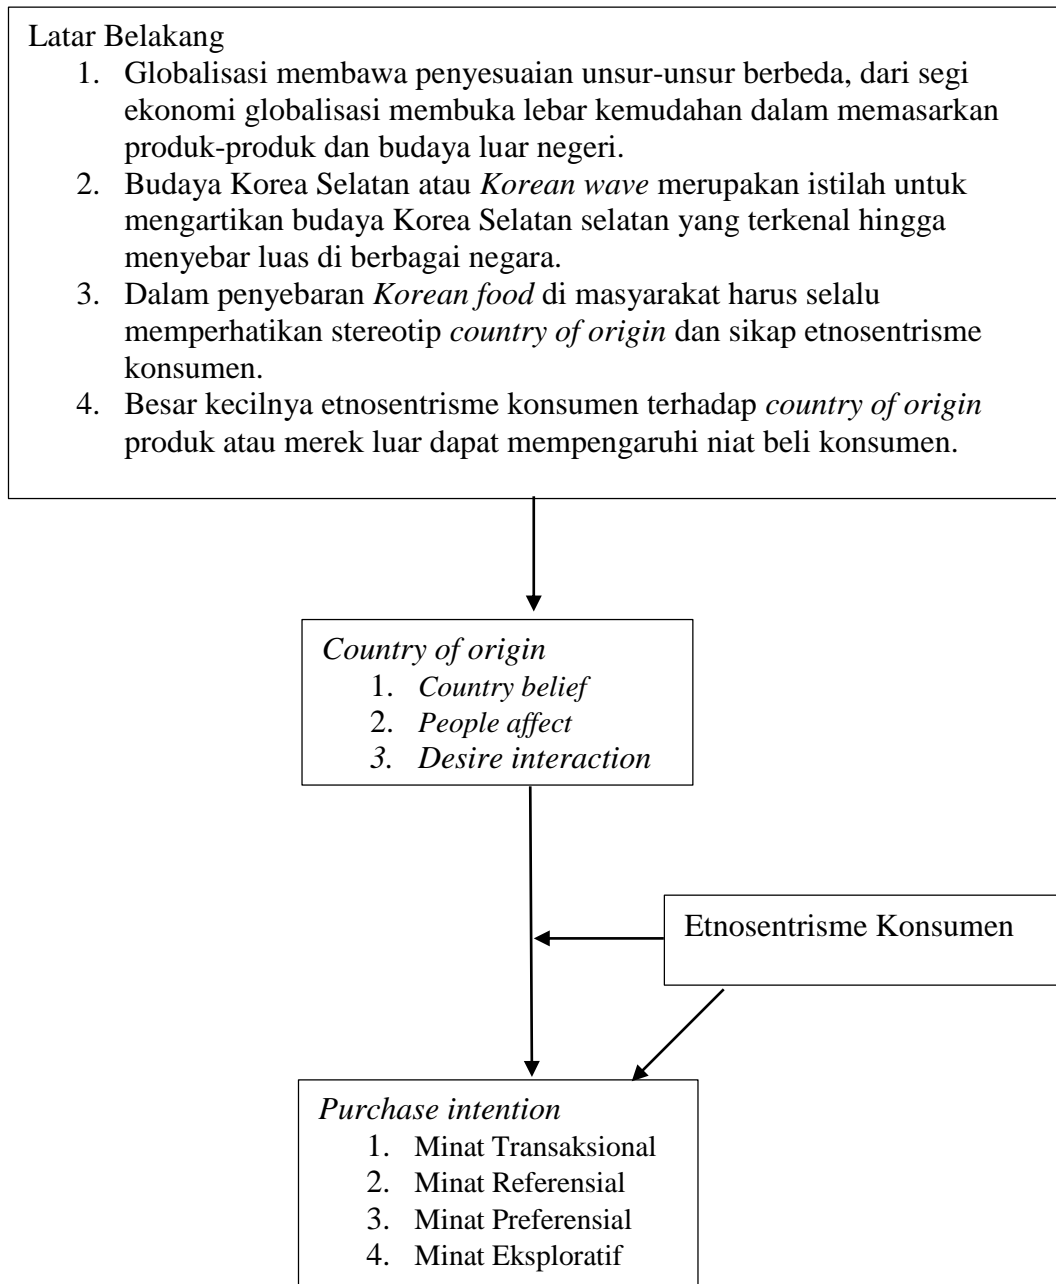 Latar Belakang
1. Globalisasi membawa penyesuaian unsur-unsur berbeda, dari segi
ekonomi globalisasi membuka lebar kemudahan dalam memasarkan
produk-produk dan budaya luar negeri.
2. Budaya Korea Selatan atau Korean wave merupakan istilah untuk
mengartikan budaya Korea Selatan selatan yang terkenal hingga
menyebar luas di berbagai negara.
3. Dalam penyebaran Korean food di masyarakat harus selalu
memperhatikan stereotip country of origin dan sikap etnosentrisme
konsumen.
4. Besar kecilnya etnosentrisme konsumen terhadap country of origin
produk atau merek luar dapat mempengaruhi niat beli konsumen.
Country of origin
1. Country belief
2. People affect
3. Desire interaction
Etnosentrisme Konsumen
Purchase intention
1. Minat Transaksional
2. Minat Referensial
3. Minat Preferensial
4. Minat Eksploratif